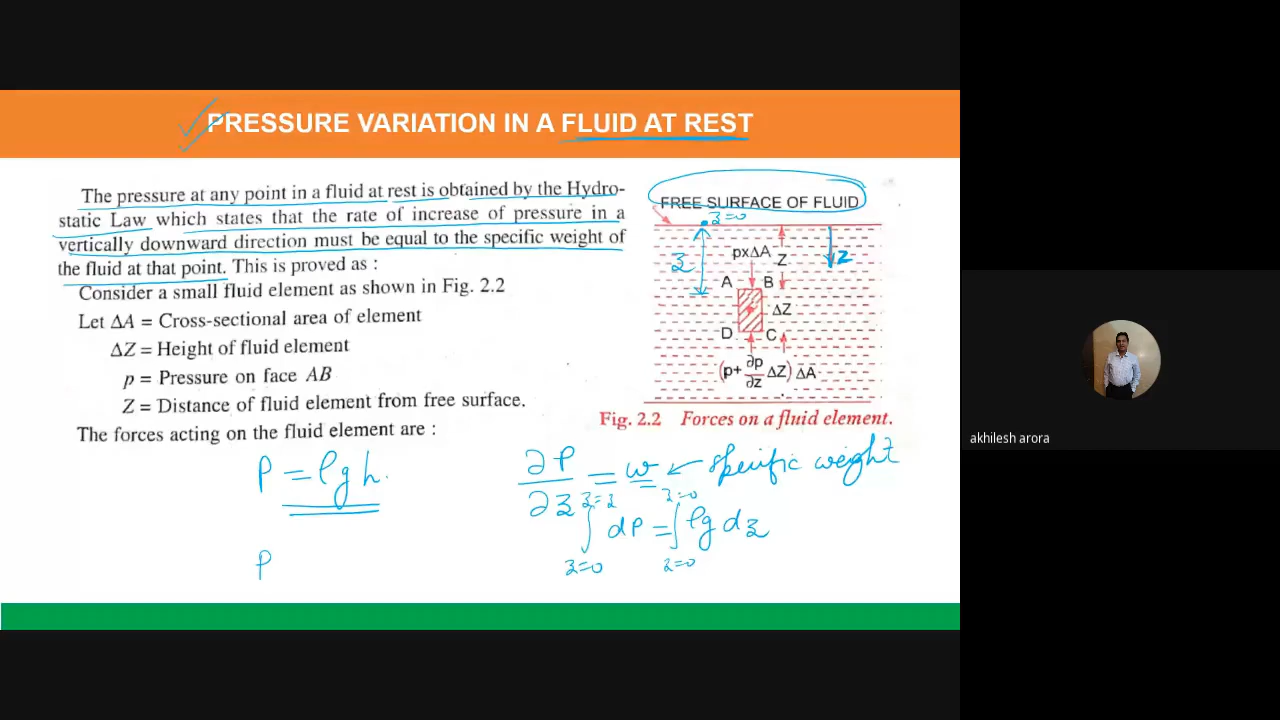 PRESSURE VARIATION IN A FLUID AT REST
The pressure at any point in a fluid at rest is obtained by the Hydro-
static Law which states that the rate of increase of pressure in a
vertically downward direction must be equal to the specific weight of
the fluid at that point. This is proved as :
Consider a small fluid element as shown in Fig. 2.2
Let ΔA = Cross-sectional area of element
ΔZ = Height of fluid element
p = Pressure on face AB
Z = Distance of fluid element from free surface.
The forces acting on the fluid element are :
FREE SURFACE OF FLUID
z=0
pxΔA
Z
z
z
A B
ΔZ
D C
(p+ ∂p/∂z ΔZ) ΔA
Fig. 2.2 Forces on a fluid element.
P = ρgh.
P
∂P/∂z = w ← specific weight
z=z z=0
∫ dP = ∫ ρg dz
z=0 z=0
akhilesh arora